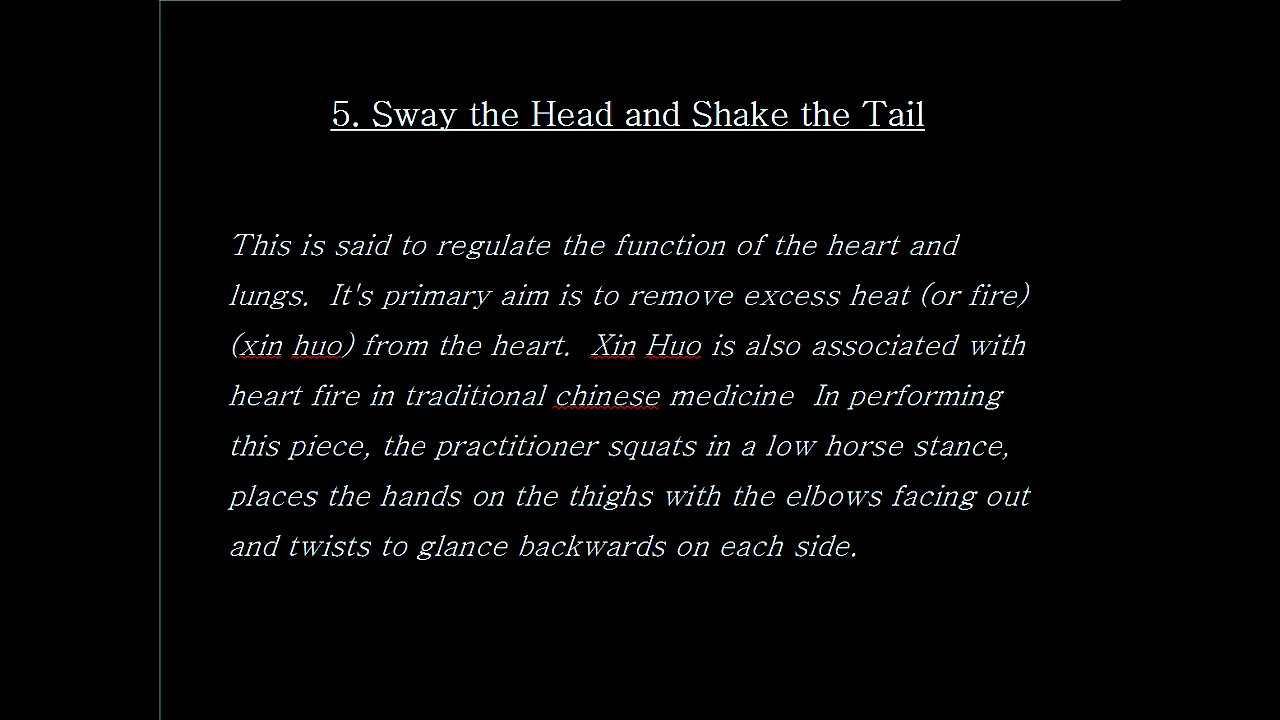 5. Sway the Head and Shake the Tail
This is said to regulate the function of the heart and
lungs.  It's primary aim is to remove excess heat (or fire)
(xin huo) from the heart.  Xin Huo is also associated with
heart fire in traditional chinese medicine  In performing
this piece, the practitioner squats in a low horse stance,
places the hands on the thighs with the elbows facing out
and twists to glance backwards on each side.